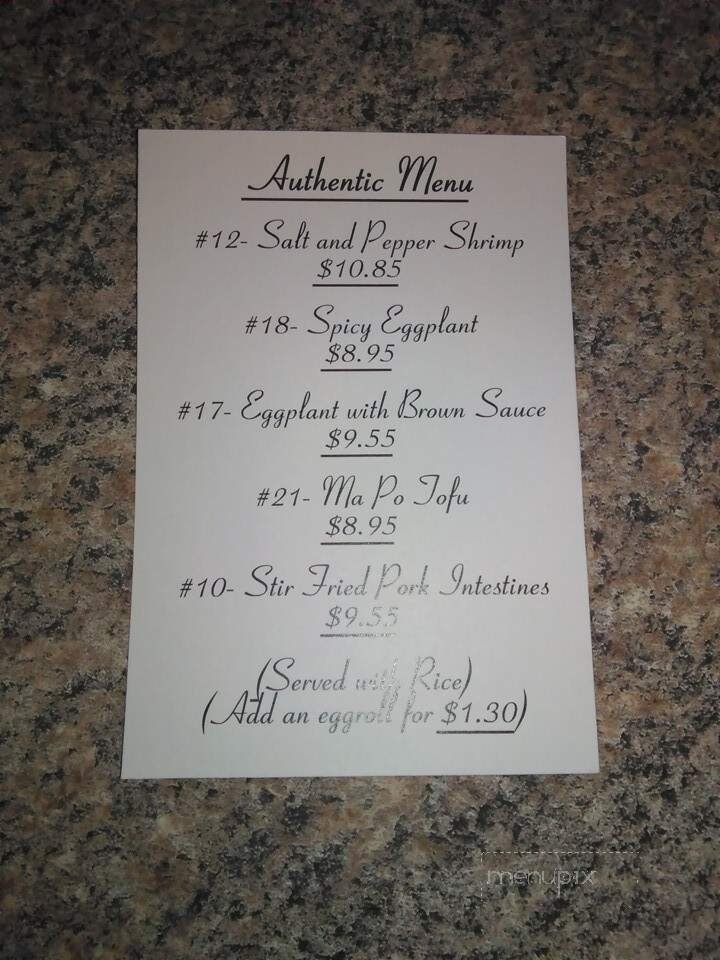 Authentic Menu
#12- Salt and Pepper Shrimp
$10.85
#18- Spicy Eggplant
$8.95
#17- Eggplant with Brown Sauce
$9.55
#21- Ma Po Tofu
$8.95
#10- Stir Fried Pork Intestines
$9.55
(Served with Rice)
(Add an eggroll for $1.30)
menupix